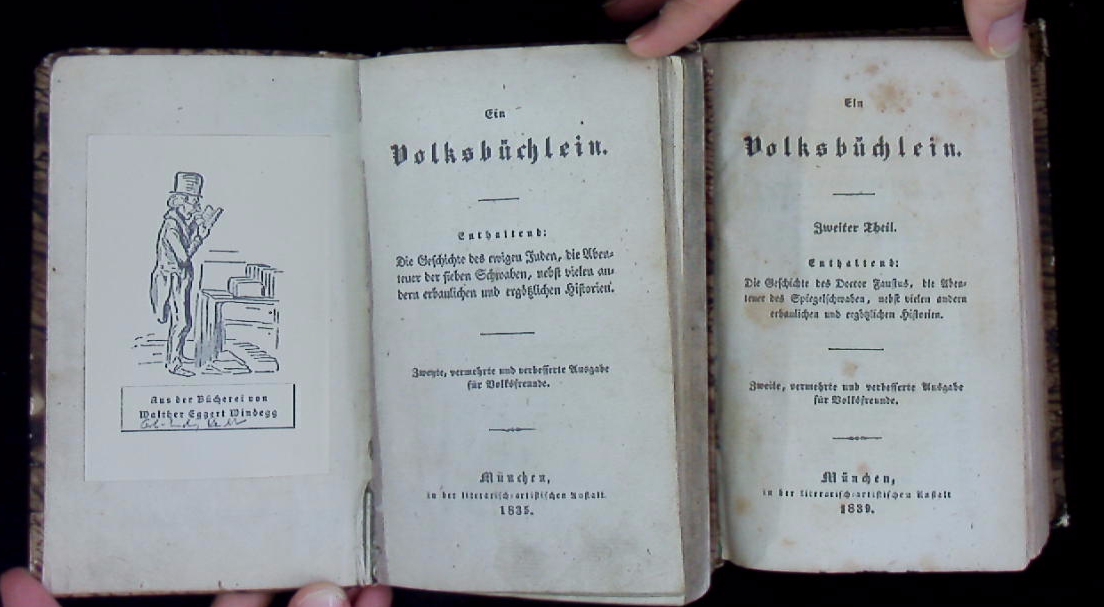 Aus der Bücherei von
Walther Eggert Windegg
Ein
Volksbüchlein.
Enthaltend:
Die Geschichte des ewigen Juden, die Aben-
teuer der sieben Schwaben, nebst vielen an-
dern erbaulichen und ergötzlichen Historien.
Zweyte, vermehrte und verbesserte Ausgabe
für Volksfreunde.
München,
in der literarisch-artistischen Anstalt
1835.
Ein
Volksbüchlein.
Zweiter Theil.
Enthaltend:
Die Geschichte des Doctor Faustus, die Aben-
teuer des Spiegelschwaben, nebst vielen andern
erbaulichen und ergötzlichen Historien.
Zweite, vermehrte und verbesserte Ausgabe
für Volksfreunde.
München,
in der literarisch-artistischen Anstalt
1839.